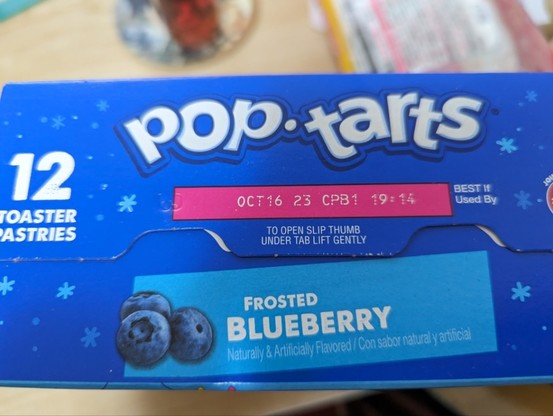 pop·tarts
12
TOASTER
PASTRIES
OCT16 23 CPB1 19:14
BEST If
Used By
TO OPEN SLIP THUMB
UNDER TAB LIFT GENTLY
FROSTED
BLUEBERRY
Naturally & Artificially Flavored / Con sabor natural y artificial